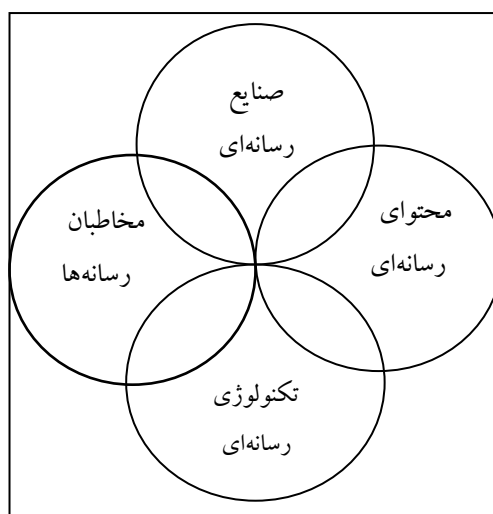 صنایع
رسانه‌ای
محتوای
رسانه‌ای
مخاطبان
رسانه‌ها
تکنولوژی
رسانه‌ای